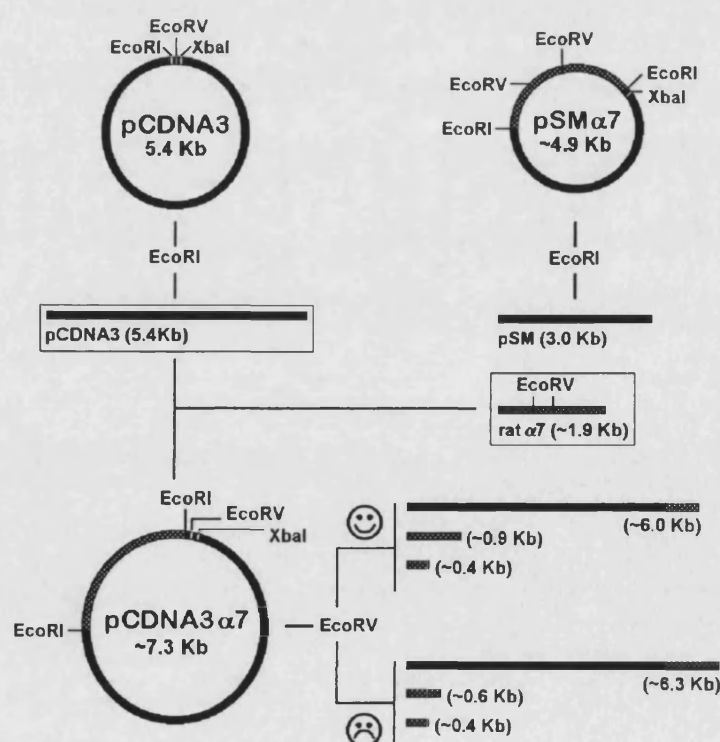 EcoRV
EcoRI
XbaI
pCDNA3
5.4 Kb
EcoRV
EcoRV
EcoRI
XbaI
EcoRI
pSMα7
~4.9 Kb
EcoRI
EcoRI
pCDNA3 (5.4Kb)
pSM (3.0 Kb)
EcoRV
rat α7 (~1.9 Kb)
EcoRI
EcoRV
XbaI
EcoRI
pCDNA3α7
~7.3 Kb
EcoRV
(~6.0 Kb)
(~0.9 Kb)
(~0.4 Kb)
(~6.3 Kb)
(~0.6 Kb)
(~0.4 Kb)